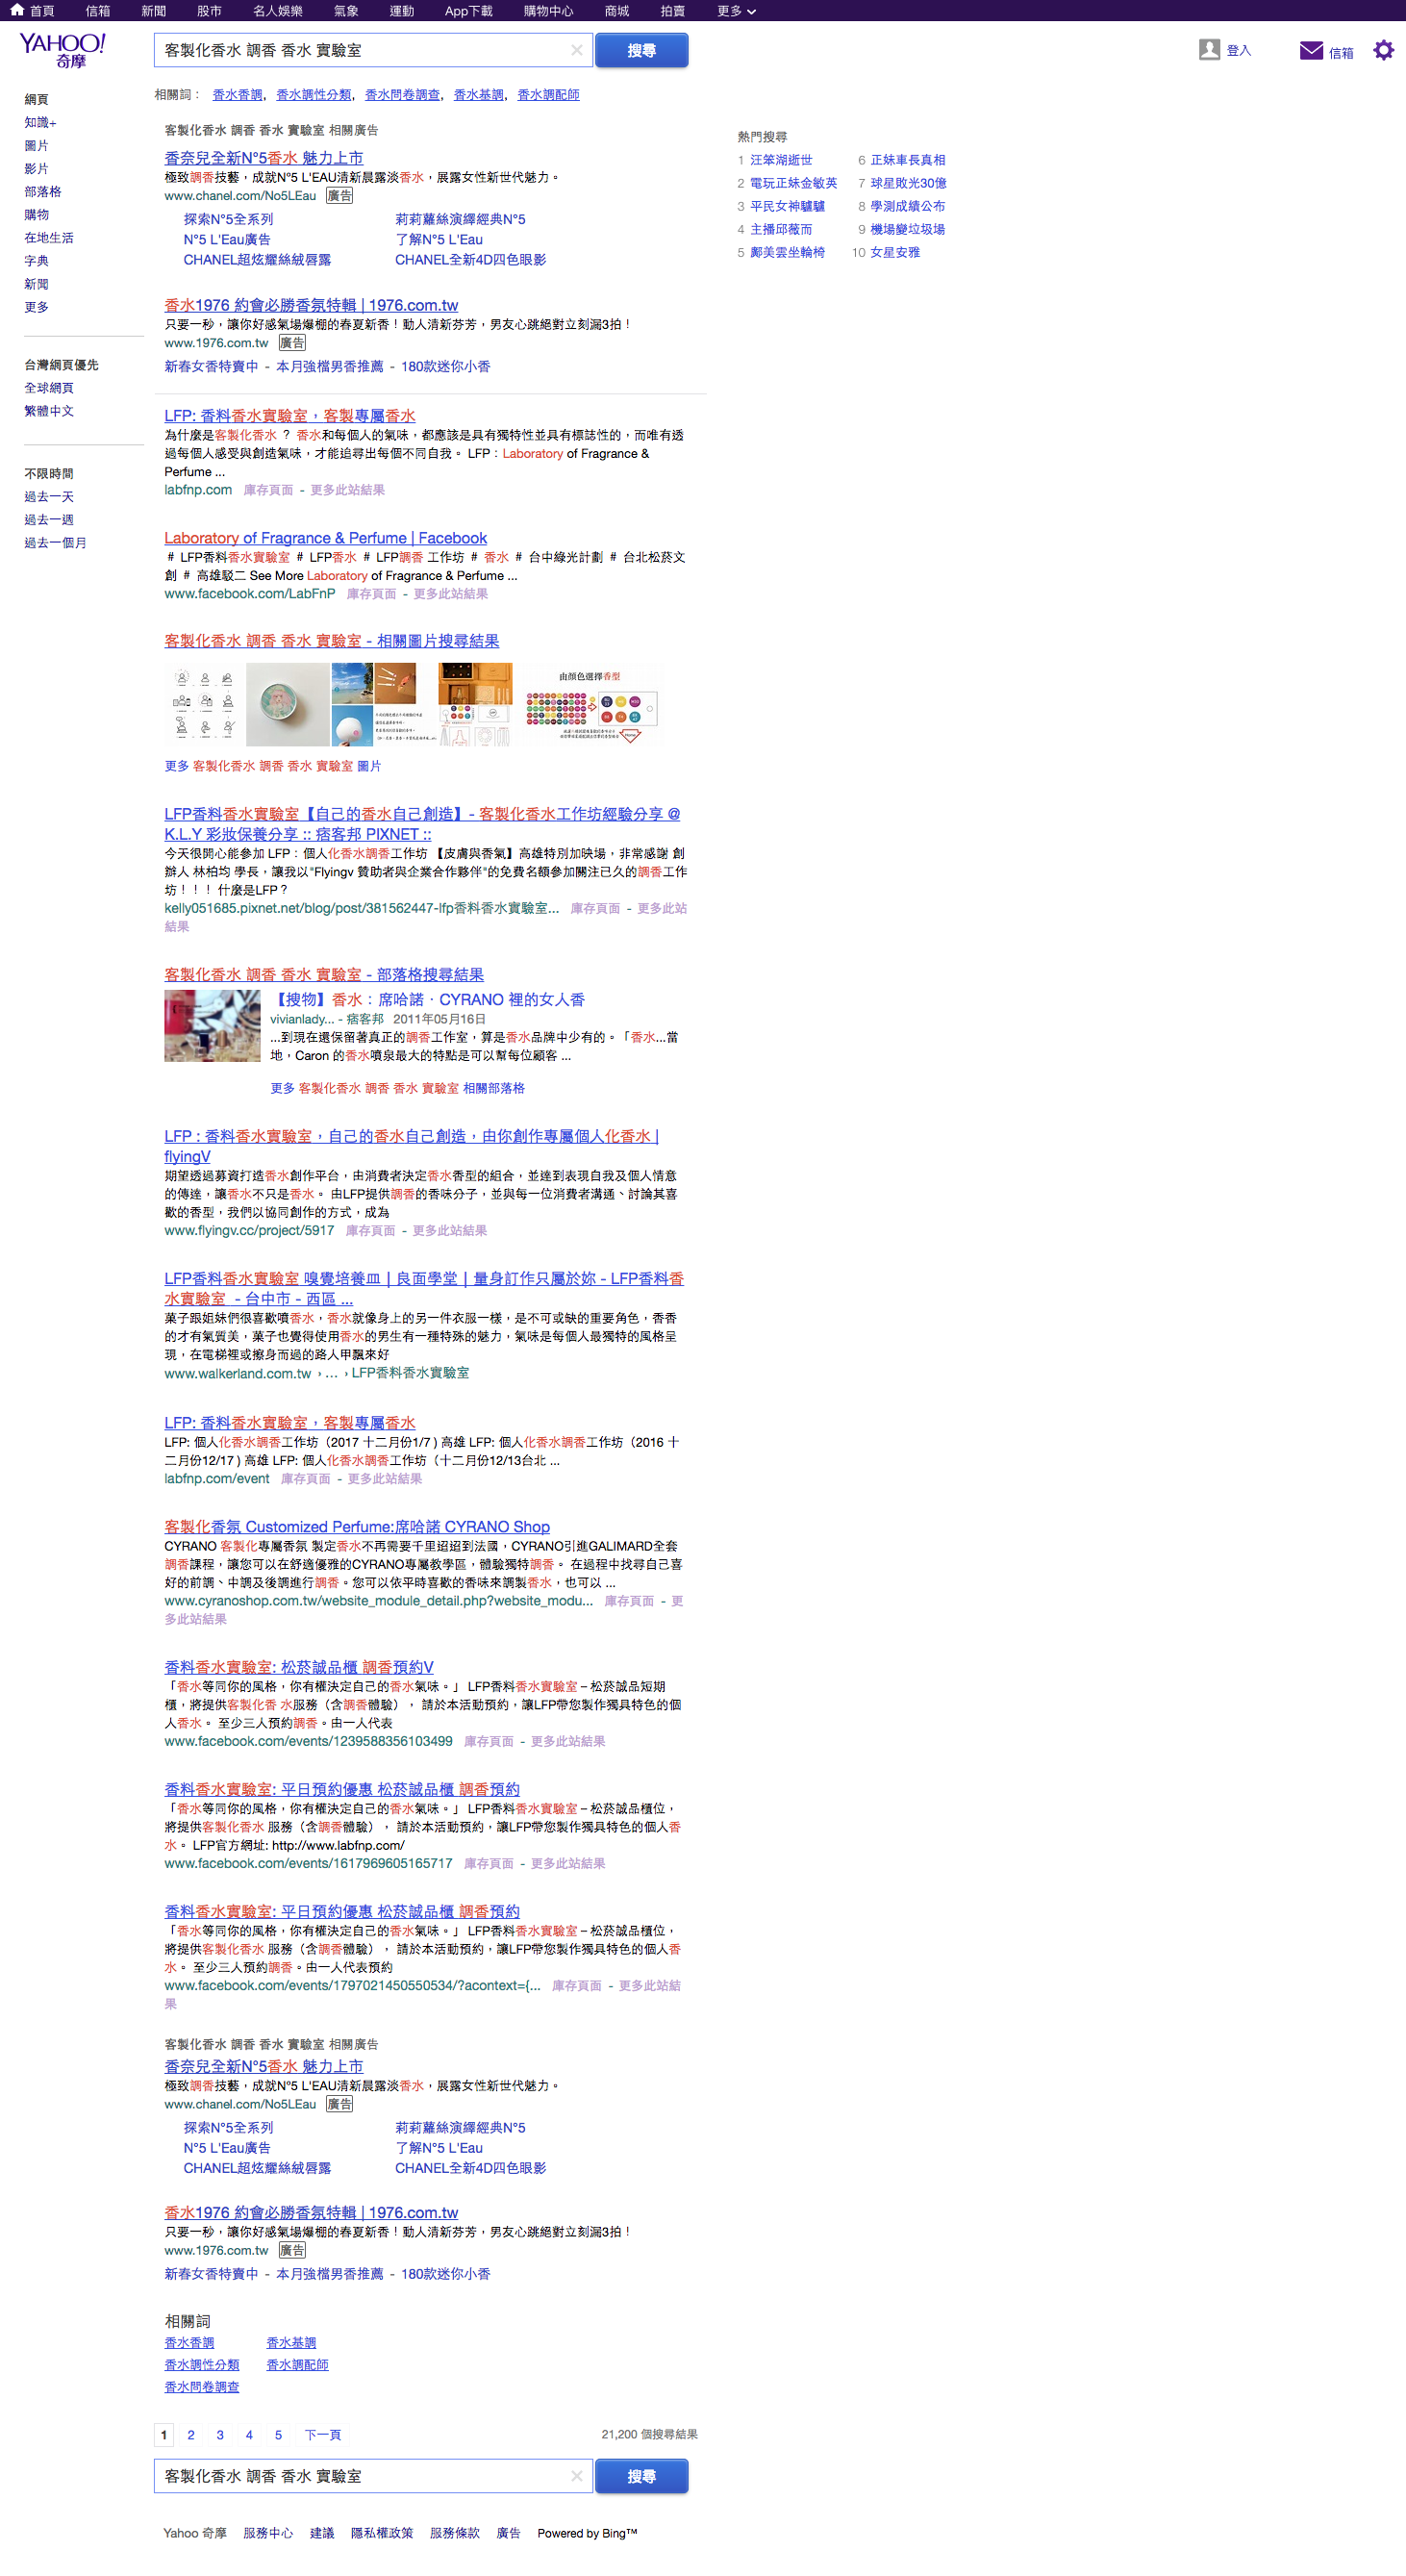 首頁 信箱 新聞 股市 名人娛樂 氣象 運動 App下載 購物中心 商城 拍賣 更多
YAHOO!
奇摩
客製化香水 調香 香水 實驗室
搜尋
登入
信箱
網頁
知識+
圖片
影片
部落格
購物
在地生活
字典
新聞
更多
台灣網頁優先
全球網頁
繁體中文
不限時間
過去一天
過去一週
過去一個月
相關詞： 香水香調, 香水調性分類, 香水問卷調查, 香水基調, 香水調配師
客製化香水 調香 香水 實驗室 相關廣告
香奈兒全新N°5香水 魅力上市
極致調香技藝，成就N°5 L'EAU清新晨露淡香水，展露女性新世代魅力。
www.chanel.com/No5LEau 廣告
探索N°5全系列 莉莉蘿絲演繹經典N°5
N°5 L'Eau廣告 了解N°5 L'Eau
CHANEL超炫耀絲絨唇露 CHANEL全新4D四色眼影
香水1976 約會必勝香氛特輯 | 1976.com.tw
只要一秒，讓你好感氣場爆棚的春夏新香！動人清新芬芳，男友心跳絕對立刻漏3拍！
www.1976.com.tw 廣告
新春女香特賣中 - 本月強檔男香推薦 - 180款迷你小香
熱門搜尋
1 汪笨湖逝世 6 正妹車長真相
2 電玩正妹金敏英 7 球星敗光30億
3 平民女神驢驢 8 學測成績公布
4 主播邱薇而 9 機場變垃圾場
5 鄺美雲坐輪椅 10 女星安雅
LFP: 香料香水實驗室，客製專屬香水
為什麼是客製化香水 ？ 香水和每個人的氣味，都應該是具有獨特性並具有標誌性的，而唯有透
過每個人感受與創造氣味，才能追尋出每個不同自我。 LFP：Laboratory of Fragrance &
Perfume ...
labfnp.com 庫存頁面 - 更多此站結果
Laboratory of Fragrance & Perfume | Facebook
# LFP香料香水實驗室 # LFP香水 # LFP調香 工作坊 # 香水 # 台中綠光計劃 # 台北松菸文
創 # 高雄駁二 See More Laboratory of Fragrance & Perfume ...
www.facebook.com/LabFnP 庫存頁面 - 更多此站結果
客製化香水 調香 香水 實驗室 - 相關圖片搜尋結果
由顏色選擇香型
更多 客製化香水 調香 香水 實驗室 圖片
LFP香料香水實驗室【自己的香水自己創造】- 客製化香水工作坊經驗分享 @
K.L.Y 彩妝保養分享 :: 痞客邦 PIXNET ::
今天很開心能參加 LFP：個人化香水調香工作坊 【皮膚與香氣】高雄特別加映場，非常感謝 創
辦人 林柏均 學長，讓我以"Flyingv 贊助者與企業合作夥伴"的免費名額參加關注已久的調香工作
坊！！！ 什麼是LFP？
kelly051685.pixnet.net/blog/post/381562447-lfp香料香水實驗室... 庫存頁面 - 更多此站
結果
客製化香水 調香 香水 實驗室 - 部落格搜尋結果
【搜物】香水：席哈諾．CYRANO 裡的女人香
vivianlady... - 痞客邦 2011年05月16日
...到現在還保留著真正的調香工作室，算是香水品牌中少有的。「香水...當
地，Caron 的香水噴泉最大的特點是可以幫每位顧客 ...
更多 客製化香水 調香 香水 實驗室 相關部落格
LFP : 香料香水實驗室，自己的香水自己創造，由你創作專屬個人化香水 |
flyingV
期望透過募資打造香水創作平台，由消費者決定香水香型的組合，並達到表現自我及個人情意
的傳達，讓香水不只是香水。 由LFP提供調香的香味分子，並與每一位消費者溝通、討論其喜
歡的香型，我們以協同創作的方式，成為
www.flyingv.cc/project/5917 庫存頁面 - 更多此站結果
LFP香料香水實驗室 嗅覺培養皿 | 良面學堂 | 量身訂作只屬於妳 - LFP香料香
水實驗室 - 台中市 - 西區 ...
菓子跟姐妹們很喜歡噴香水，香水就像身上的另一件衣服一樣，是不可或缺的重要角色，香香
的才有氣質美，菓子也覺得使用香水的男生有一種特殊的魅力，氣味是每個人最獨特的風格呈
現，在電梯裡或擦身而過的路人甲飄來好
www.walkerland.com.tw › ... › LFP香料香水實驗室
LFP: 香料香水實驗室，客製專屬香水
LFP: 個人化香水調香工作坊（2017 十二月份1/7 ) 高雄 LFP: 個人化香水調香工作坊（2016 十
二月份12/17 ) 高雄 LFP: 個人化香水調香工作坊（十二月份12/13台北 ...
labfnp.com/event 庫存頁面 - 更多此站結果
客製化香氛 Customized Perfume:席哈諾 CYRANO Shop
CYRANO 客製化專屬香氛 製定香水不再需要千里迢迢到法國，CYRANO引進GALIMARD全套
調香課程，讓您可以在舒適優雅的CYRANO專屬教學區，體驗獨特調香。 在過程中找尋自己喜
好的前調、中調及後調進行調香。您可以依平時喜歡的香味來調製香水，也可以 ...
www.cyranoshop.com.tw/website_module_detail.php?website_modu... 庫存頁面 - 更
多此站結果
香料香水實驗室: 松菸誠品櫃 調香預約V
「香水等同你的風格，你有權決定自己的香水氣味。」 LFP香料香水實驗室 – 松菸誠品短期
櫃，將提供客製化香 水服務（含調香體驗）， 請於本活動預約，讓LFP帶您製作獨具特色的個
人香水。 至少三人預約調香。由一人代表
www.facebook.com/events/1239588356103499 庫存頁面 - 更多此站結果
香料香水實驗室: 平日預約優惠 松菸誠品櫃 調香預約
「香水等同你的風格，你有權決定自己的香水氣味。」 LFP香料香水實驗室 – 松菸誠品櫃位，
將提供客製化香水 服務（含調香體驗）， 請於本活動預約，讓LFP帶您製作獨具特色的個人香
水。 LFP官方網址: http://www.labfnp.com/
www.facebook.com/events/1617969605165717 庫存頁面 - 更多此站結果
香料香水實驗室: 平日預約優惠 松菸誠品櫃 調香預約
「香水等同你的風格，你有權決定自己的香水氣味。」 LFP香料香水實驗室 – 松菸誠品櫃位，
將提供客製化香水 服務（含調香體驗）， 請於本活動預約，讓LFP帶您製作獨具特色的個人香
水。 至少三人預約調香。由一人代表預約
www.facebook.com/events/1797021450550534/?acontext={... 庫存頁面 - 更多此站結
果
客製化香水 調香 香水 實驗室 相關廣告
香奈兒全新N°5香水 魅力上市
極致調香技藝，成就N°5 L'EAU清新晨露淡香水，展露女性新世代魅力。
www.chanel.com/No5LEau 廣告
探索N°5全系列 莉莉蘿絲演繹經典N°5
N°5 L'Eau廣告 了解N°5 L'Eau
CHANEL超炫耀絲絨唇露 CHANEL全新4D四色眼影
香水1976 約會必勝香氛特輯 | 1976.com.tw
只要一秒，讓你好感氣場爆棚的春夏新香！動人清新芬芳，男友心跳絕對立刻漏3拍！
www.1976.com.tw 廣告
新春女香特賣中 - 本月強檔男香推薦 - 180款迷你小香
相關詞
香水香調 香水基調
香水調性分類 香水調配師
香水問卷調查
1 2 3 4 5 下一頁 21,200 個搜尋結果
客製化香水 調香 香水 實驗室
搜尋
Yahoo 奇摩 服務中心 建議 隱私權政策 服務條款 廣告 Powered by Bing™